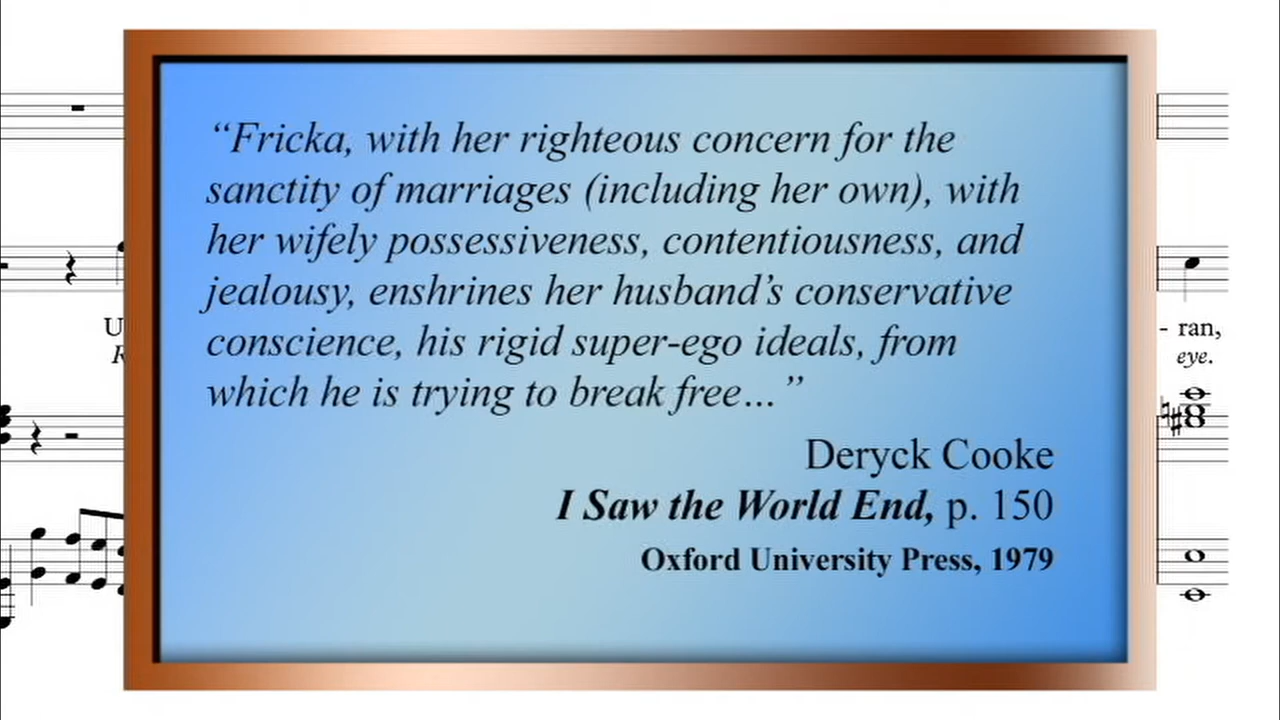 “Fricka, with her righteous concern for the
sanctity of marriages (including her own), with
her wifely possessiveness, contentiousness, and
jealousy, enshrines her husband’s conservative
conscience, his rigid super-ego ideals, from
which he is trying to break free...”
Deryck Cooke
I Saw the World End, p. 150
Oxford University Press, 1979
U
R
- ran,
eye.